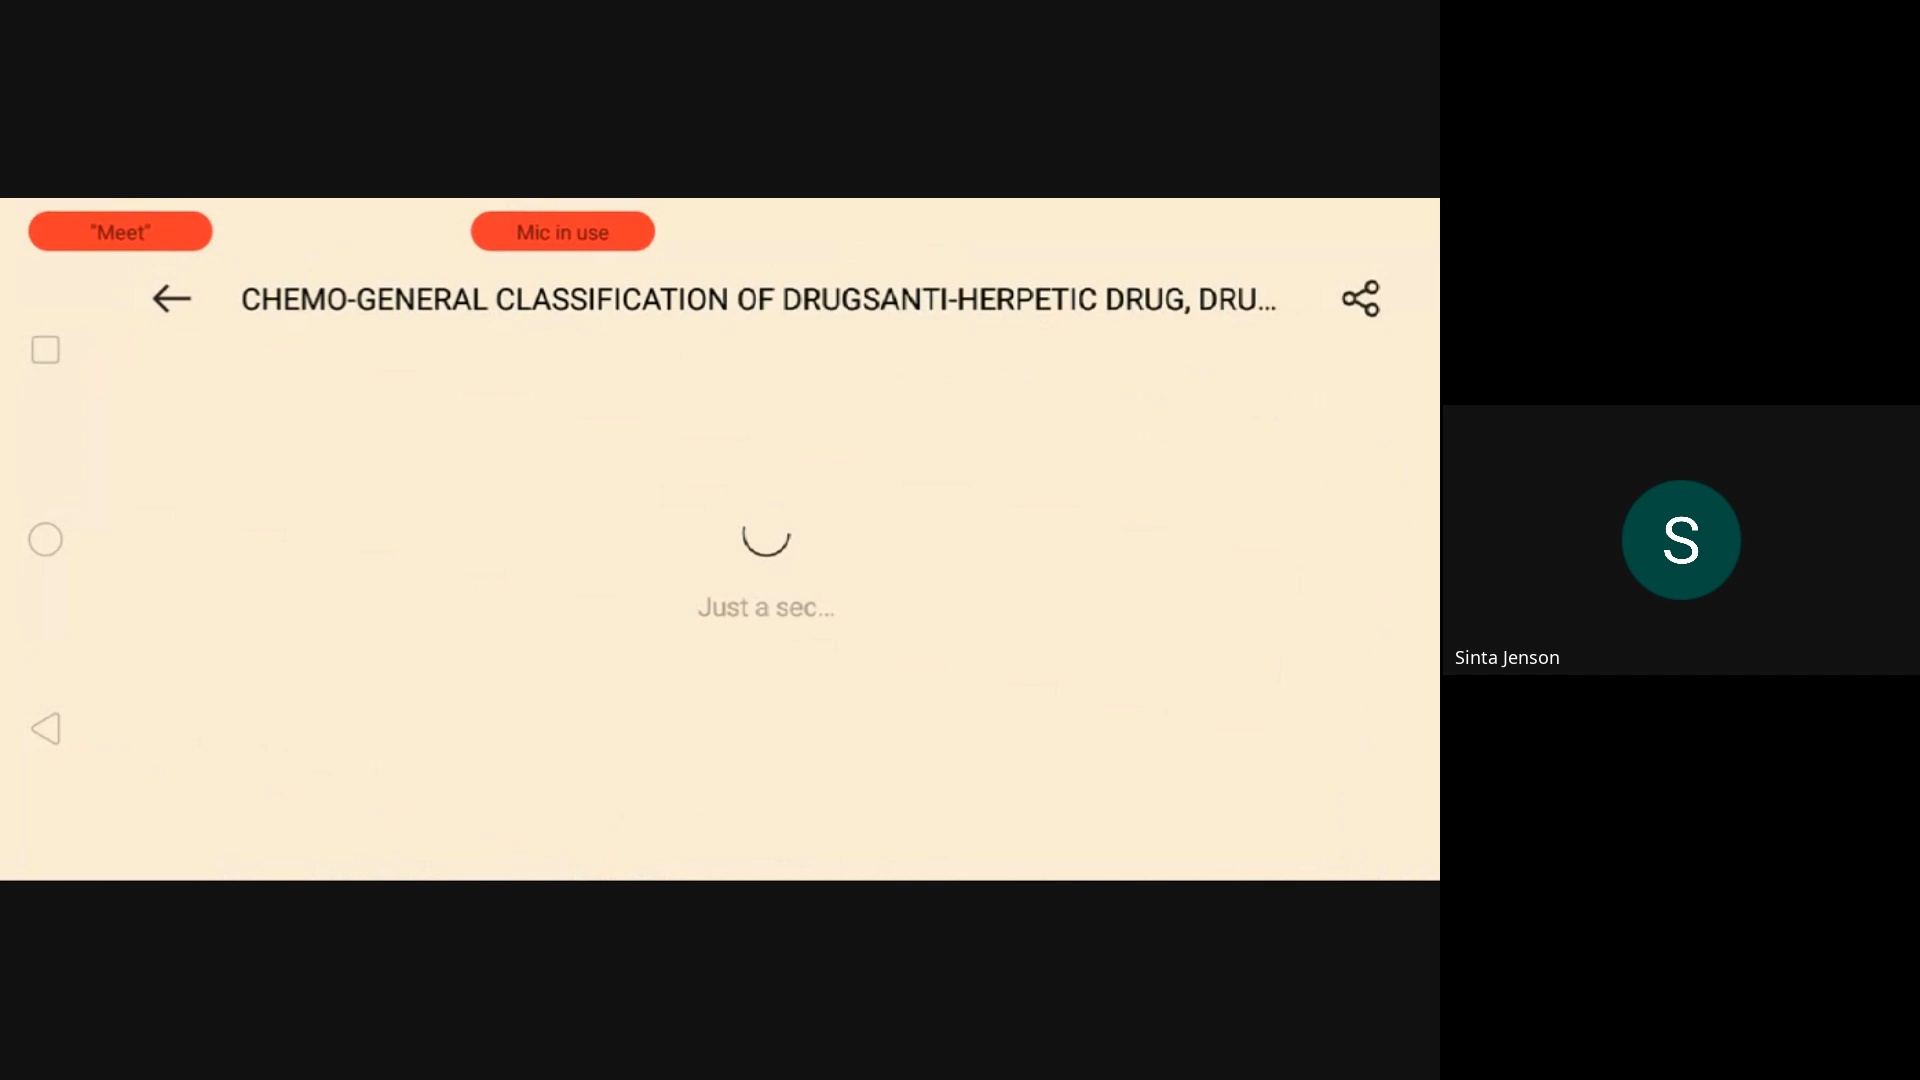 "Meet"
Mic in use
CHEMO-GENERAL CLASSIFICATION OF DRUGSANTI-HERPETIC DRUG, DRU...
Just a sec...
S
Sinta Jenson